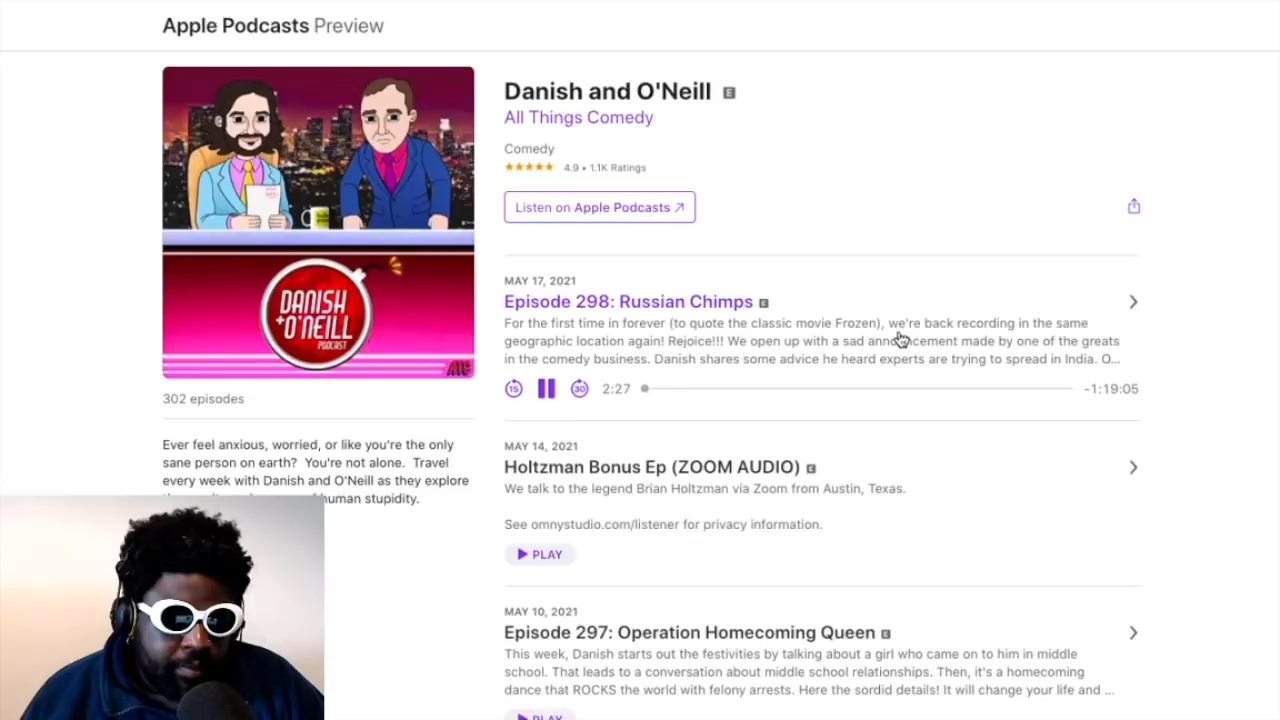 Apple Podcasts Preview
Danish and O'Neill E
All Things Comedy
Comedy
4.9 • 1.1K Ratings
Listen on Apple Podcasts ↗
DANISH
+O'NEILL
PODCAST
302 episodes
Ever feel anxious, worried, or like you're the only
sane person on earth? You're not alone. Travel
every week with Danish and O'Neill as they explore
human stupidity.
MAY 17, 2021
Episode 298: Russian Chimps E
For the first time in forever (to quote the classic movie Frozen), we're back recording in the same
geographic location again! Rejoice!!! We open up with a sad announcement made by one of the greats
in the comedy business. Danish shares some advice he heard experts are trying to spread in India. O...
15 30 2:27 -1:19:05
MAY 14, 2021
Holtzman Bonus Ep (ZOOM AUDIO) E
We talk to the legend Brian Holtzman via Zoom from Austin, Texas.
See omnystudio.com/listener for privacy information.
PLAY
MAY 10, 2021
Episode 297: Operation Homecoming Queen E
This week, Danish starts out the festivities by talking about a girl who came on to him in middle
school. That leads to a conversation about middle school relationships. Then, it's a homecoming
dance that ROCKS the world with felony arrests. Here the sordid details! It will change your life and ...
PLAY